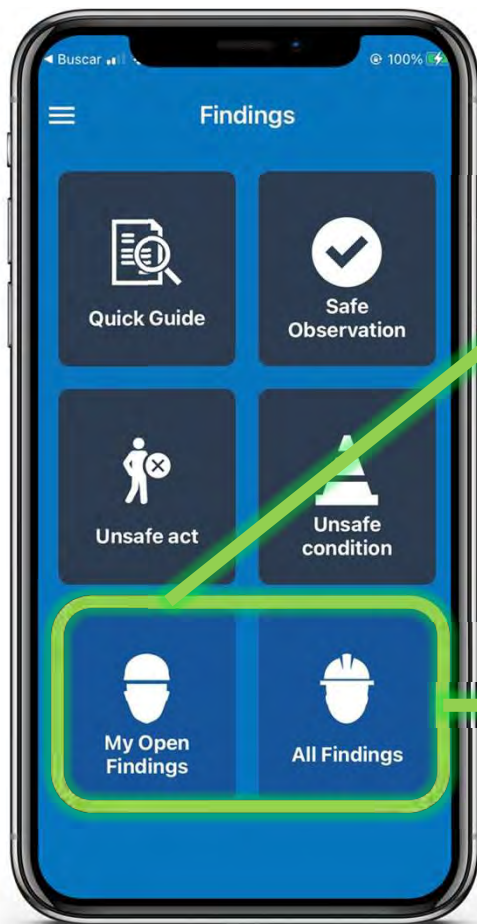 ◀ Buscar
100%
Findings
Quick Guide
Safe
Observation
Unsafe act
Unsafe
condition
My Open
Findings
All Findings